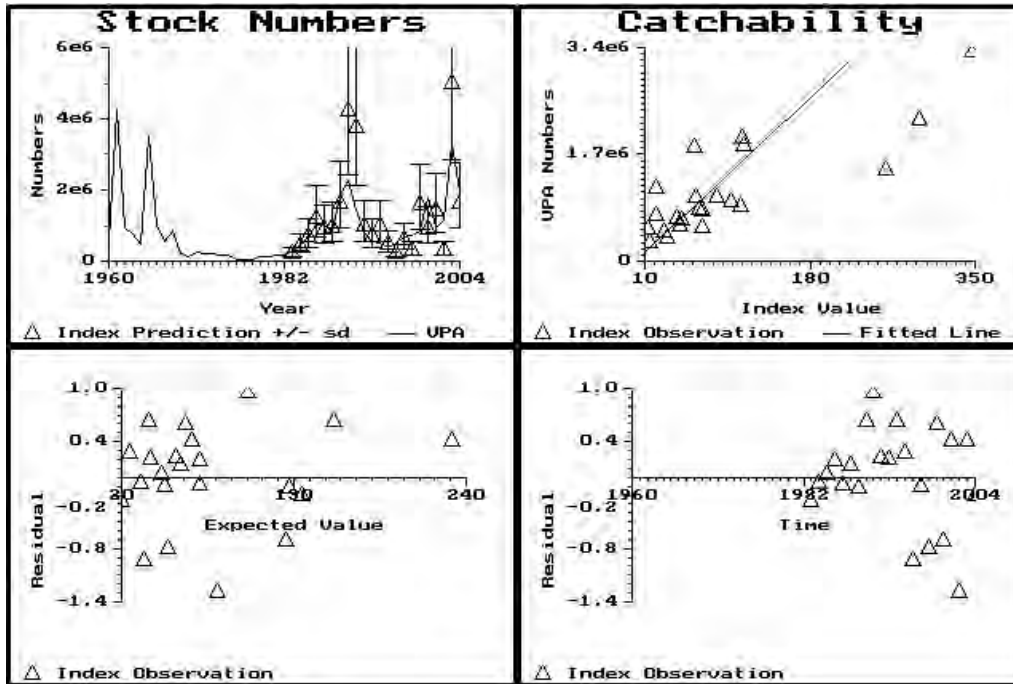 Stock Numbers
6e6
4e6
2e6
0
Numbers
1960
1982
2004
Year
Index Prediction +/- sd
VPA
Catchability
3.4e6
1.7e6
0
VPA Numbers
10
180
350
Index Value
Index Observation
Fitted Line
1.0
0.4
-0.2
-0.8
-1.4
Residual
240
Expected Value
Index Observation
1.0
0.4
-0.2
-0.8
-1.4
Residual
1960
1982
2004
Time
Index Observation